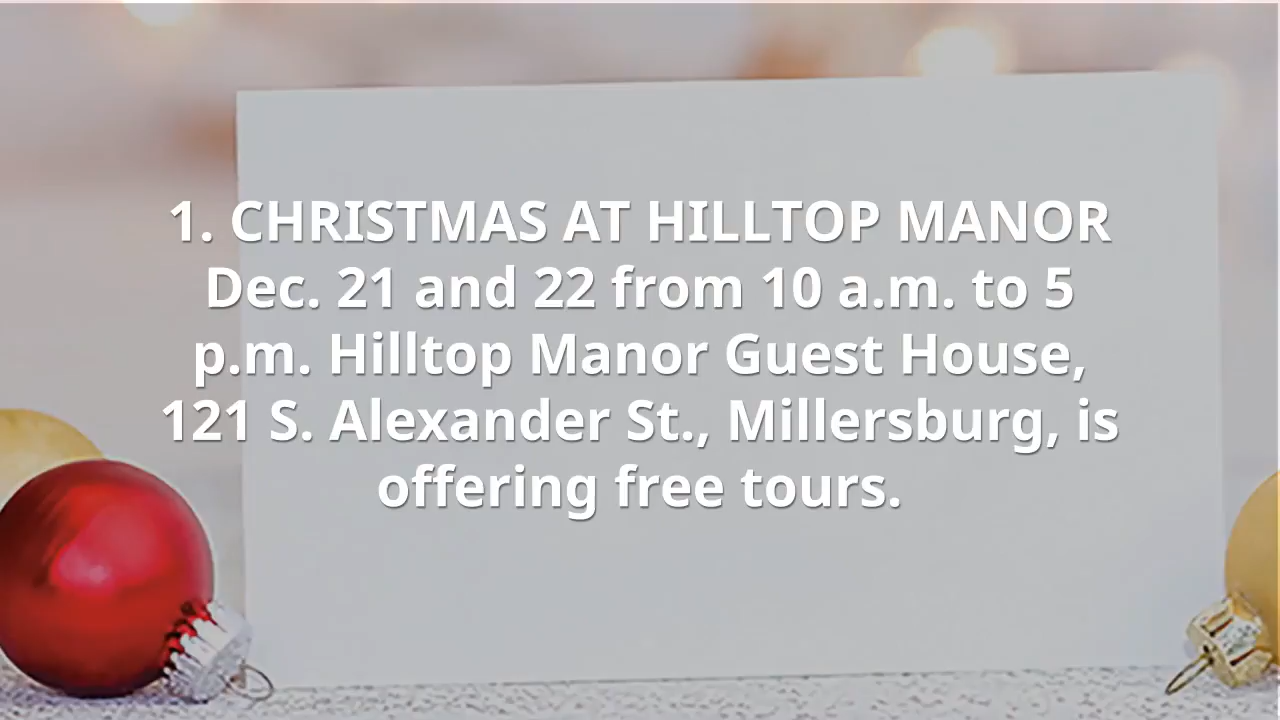 1. CHRISTMAS AT HILLTOP MANOR
Dec. 21 and 22 from 10 a.m. to 5
p.m. Hilltop Manor Guest House,
121 S. Alexander St., Millersburg, is
offering free tours.